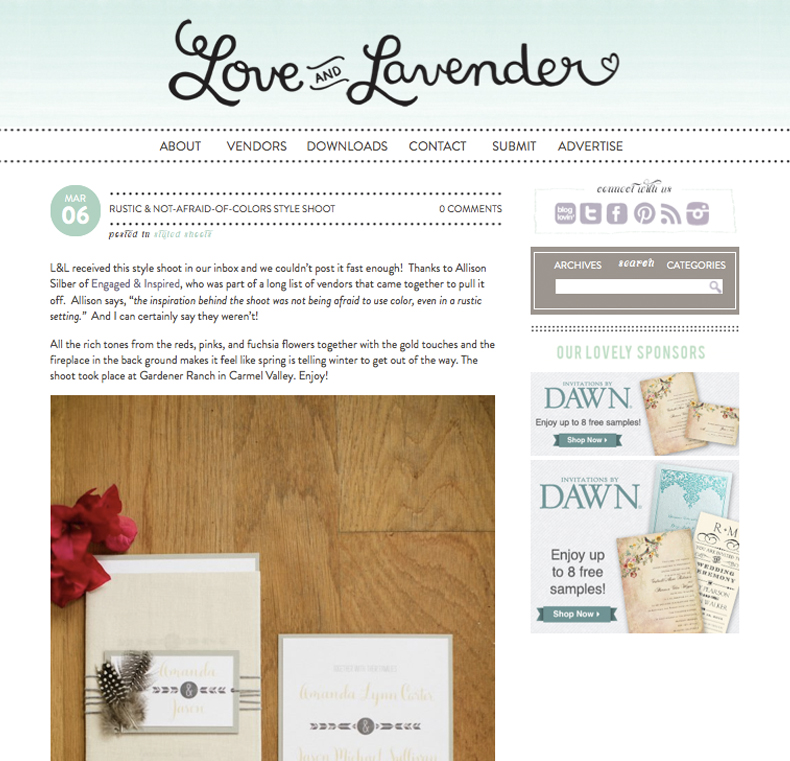 Love AND Lavender
ABOUT VENDORS DOWNLOADS CONTACT SUBMIT ADVERTISE
MAR
06
RUSTIC & NOT-AFRAID-OF-COLORS STYLE SHOOT 0 COMMENTS
posted in styled shoots
L&L received this style shoot in our inbox and we couldn't post it fast enough! Thanks to Allison
Silber of Engaged & Inspired, who was part of a long list of vendors that came together to pull it
off. Allison says, "the inspiration behind the shoot was not being afraid to use color, even in a rustic
setting." And I can certainly say they weren't!
All the rich tones from the reds, pinks, and fuchsia flowers together with the gold touches and the
fireplace in the back ground makes it feel like spring is telling winter to get out of the way. The
shoot took place at Gardener Ranch in Carmel Valley. Enjoy!
Amanda
&
Jason
TOGETHER WITH THEIR FAMILIES
Amanda Lynn
&
Jason Michael
connect with us
blog
lovin'
ARCHIVES search CATEGORIES
OUR LOVELY SPONSORS
INVITATIONS BY
DAWN
Enjoy up to 8 free samples!
Shop Now
INVITATIONS BY
DAWN
Enjoy up
to 8 free
samples!
Shop Now
R M
WEDDING
CEREMONY
PEARSON
WALKER